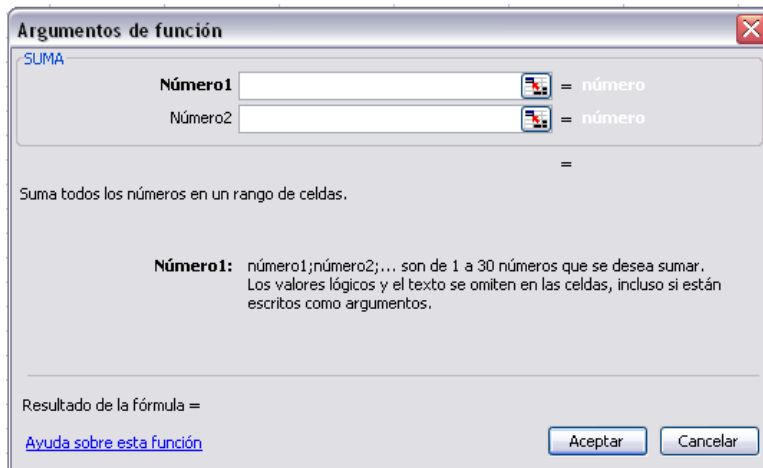 Argumentos de función
SUMA
Número1 = número
Número2 = número
=
Suma todos los números en un rango de celdas.
Número1: número1;número2;... son de 1 a 30 números que se desea sumar.
Los valores lógicos y el texto se omiten en las celdas, incluso si están
escritos como argumentos.
Resultado de la fórmula =
Ayuda sobre esta función Aceptar Cancelar